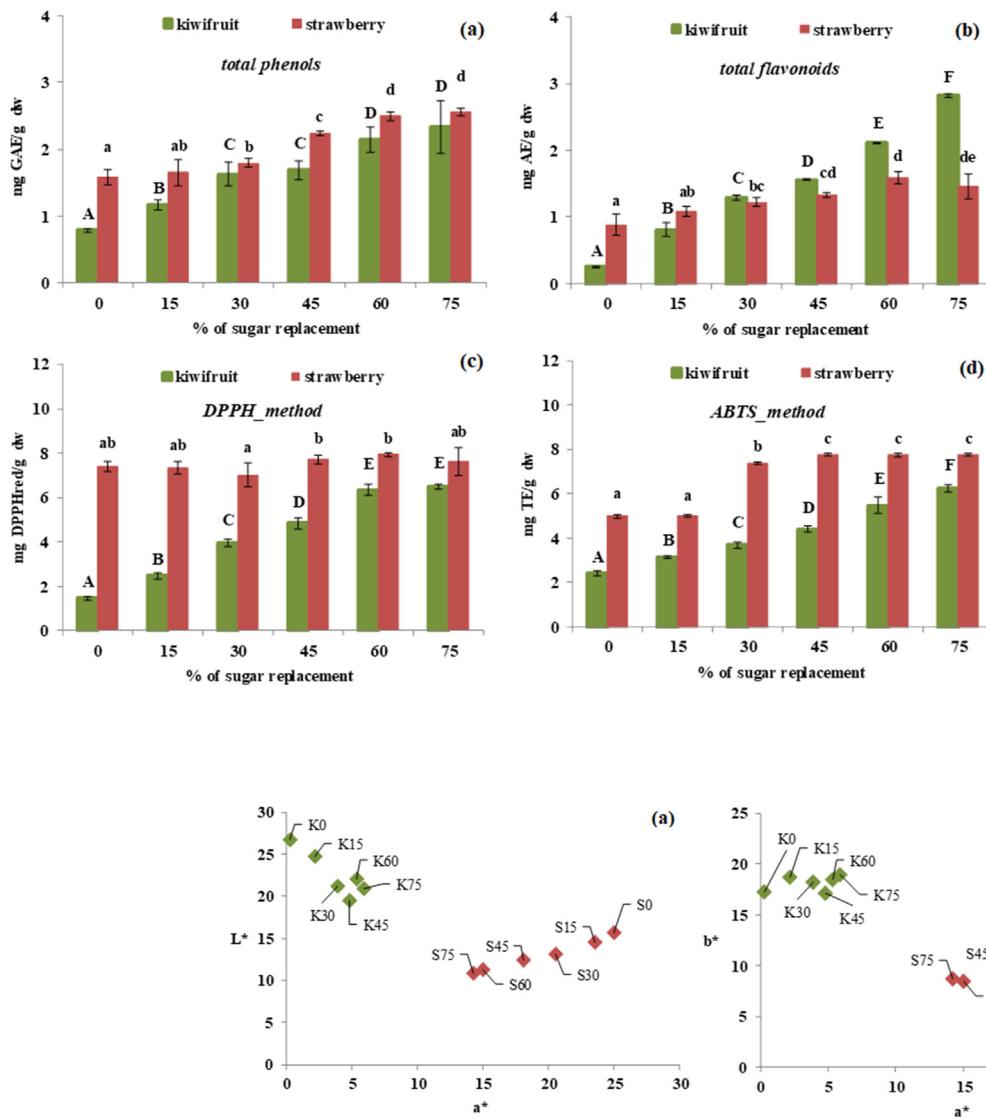 4
3
2
1
0
mg GAE/g dw
kiwifruit strawberry (a)
total phenols
A a B ab C b C c D d D d
0 15 30 45 60 75
% of sugar replacement
4
3
2
1
0
mg AE/g dw
kiwifruit strawberry (b)
total flavonoids
A a B ab C bc D cd E d F de
0 15 30 45 60 75
% of sugar replacement
12
10
8
6
4
2
0
mg DPPHred/g dw
kiwifruit strawberry (c)
DPPH_method
A ab B ab C a D b E b E ab
0 15 30 45 60 75
% of sugar replacement
12
10
8
6
4
2
0
mg TE/g dw
kiwifruit strawberry (d)
ABTS_method
A a B a C b D c E c F c
0 15 30 45 60 75
% of sugar replacement
30
25
20
15
10
5
0
L*
(a)
K0
K15
K60
K75
K30
K45
S0
S15
S45
S30
S75
S60
0 5 10 15 20 25 30
a*
25
20
15
10
5
0
b*
K0
K15
K60
K75
K30
K45
S75
S45
0 5 10 15
a*